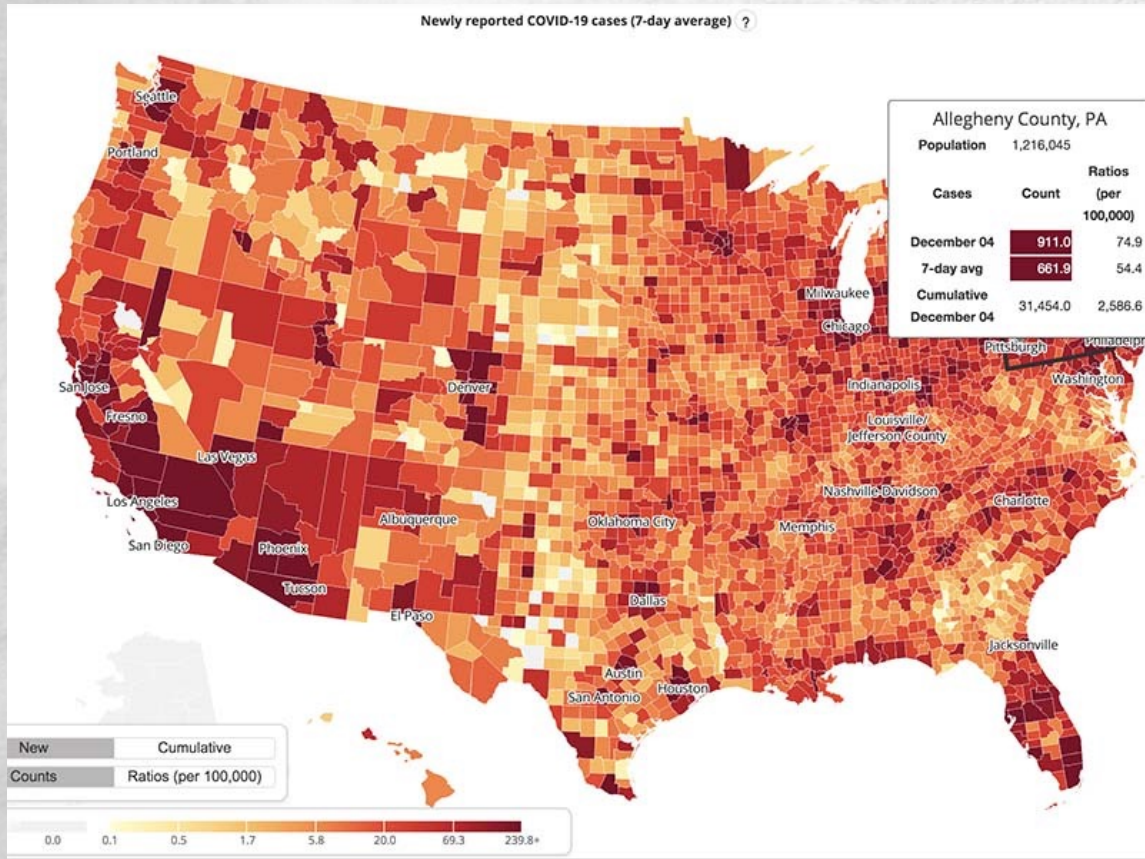 Newly reported COVID-19 cases (7-day average) ?
Seattle
Portland
San Jose
Fresno
Las Vegas
Los Angeles
San Diego
Phoenix
Tucson
Albuquerque
El Paso
Denver
Oklahoma City
Dallas
Austin
San Antonio
Houston
Milwaukee
Chicago
Indianapolis
Louisville/
Jefferson County
Nashville-Davidson
Memphis
Charlotte
Jacksonville
Pittsburgh
Philadelp
Washington
Allegheny County, PA
Population 1,216,045
Cases Count Ratios (per 100,000)
December 04 911.0 74.9
7-day avg 661.9 54.4
Cumulative December 04 31,454.0 2,586.6
New Cumulative
Counts Ratios (per 100,000)
0.0 0.1 0.5 1.7 5.8 20.0 69.3 239.8+